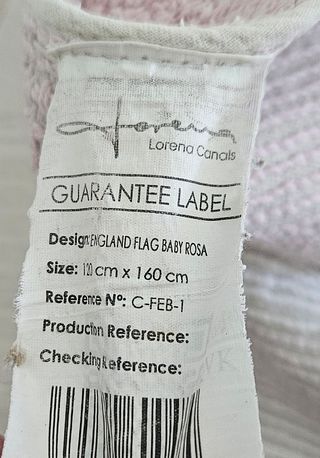 Lorena
Lorena Canals
GUARANTEE LABEL
Design: ENGLAND FLAG BABY ROSA
Size: 120 cm x 160 cm
Reference Nº: C-FEB-1
Production Reference:
Checking Reference: